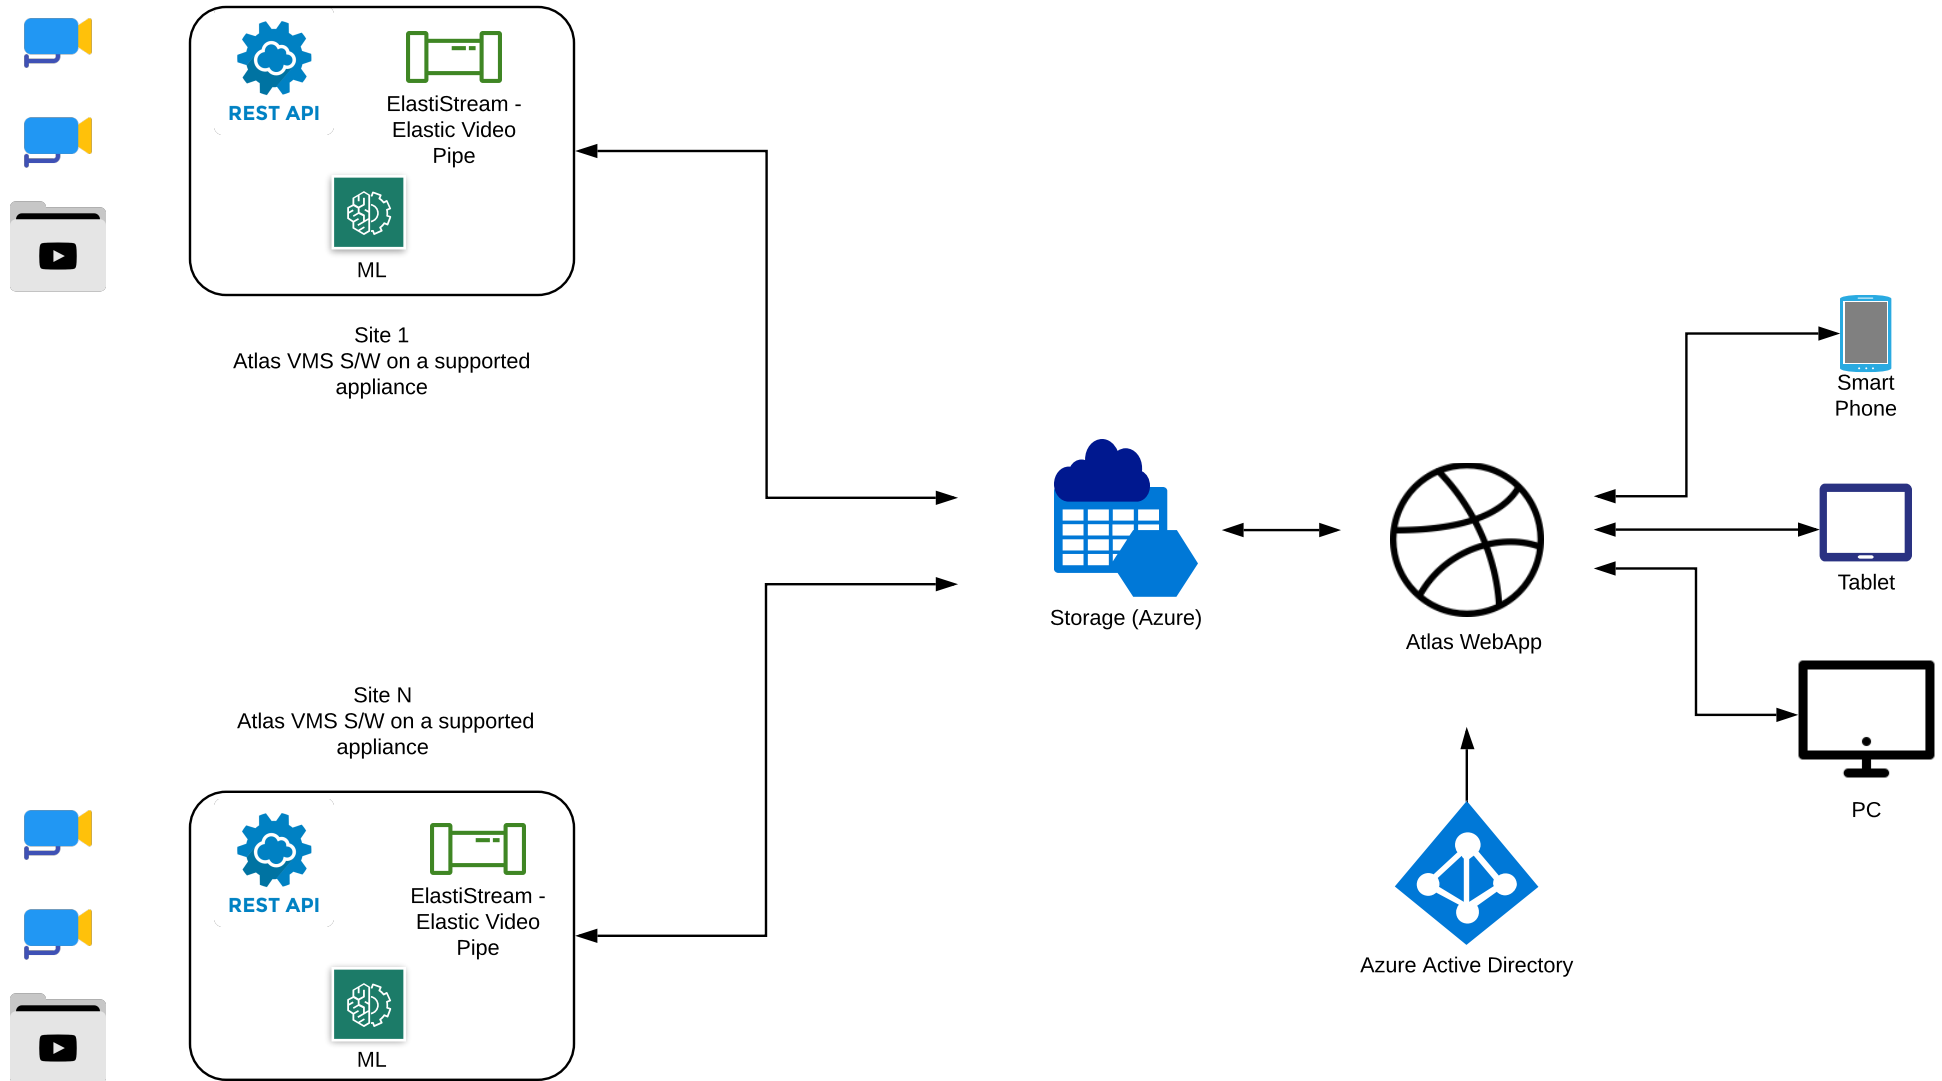 REST API
ElastiStream -
Elastic Video
Pipe
ML
Site 1
Atlas VMS S/W on a supported
appliance
Smart
Phone
Tablet
Storage (Azure)
Atlas WebApp
PC
Site N
Atlas VMS S/W on a supported
appliance
REST API
ElastiStream -
Elastic Video
Pipe
ML
Azure Active Directory